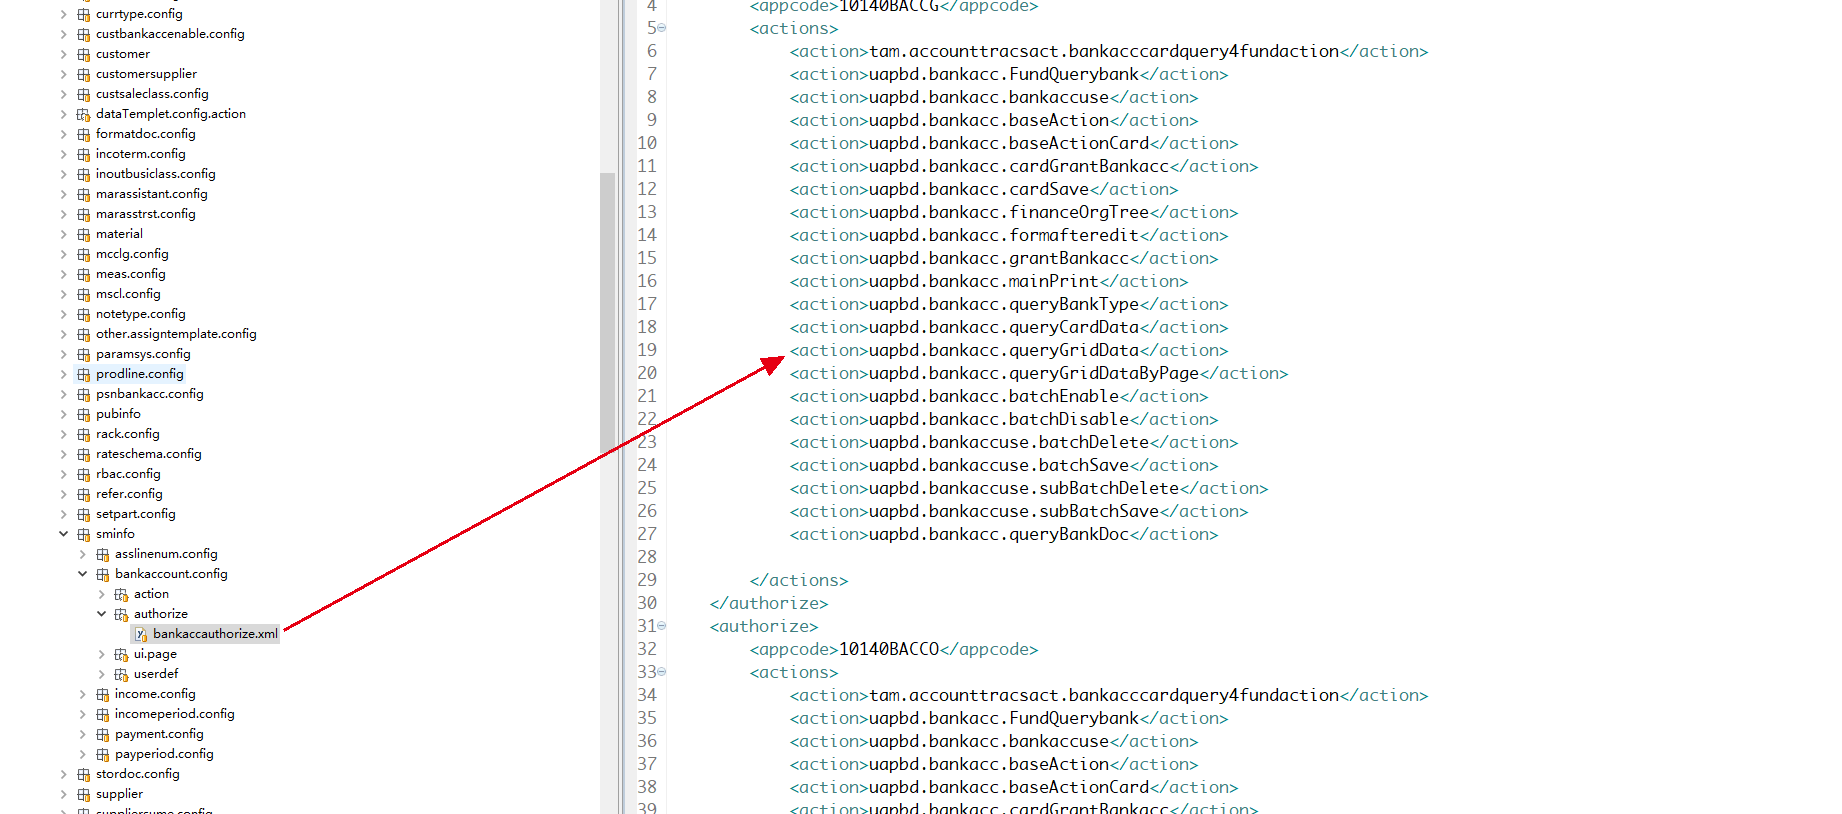 currtype.config
custbankaccenable.config
customer
customersupplier
custsaleclass.config
dataTemplet.config.action
formatdoc.config
incoterm.config
inoutbusiclass.config
marassistant.config
marasstrst.config
material
mcclg.config
meas.config
mscl.config
notetype.config
other.assigntemplate.config
paramsys.config
prodline.config
psnbankacc.config
pubinfo
rack.config
rateschema.config
rbac.config
refer.config
setpart.config
sminfo
asslinenum.config
bankaccount.config
action
authorize
bankaccauthorize.xml
ui.page
userdef
income.config
incomeperiod.config
payment.config
payperiod.config
stordoc.config
supplier
4 <appcode>10140BACCG</appcode>
5 <actions>
6 <action>tam.accounttracsact.bankacccardquery4fundaction</action>
7 <action>uapbd.bankacc.FundQuerybank</action>
8 <action>uapbd.bankacc.bankaccuse</action>
9 <action>uapbd.bankacc.baseAction</action>
10 <action>uapbd.bankacc.baseActionCard</action>
11 <action>uapbd.bankacc.cardGrantBankacc</action>
12 <action>uapbd.bankacc.cardSave</action>
13 <action>uapbd.bankacc.financeOrgTree</action>
14 <action>uapbd.bankacc.formafteredit</action>
15 <action>uapbd.bankacc.grantBankacc</action>
16 <action>uapbd.bankacc.mainPrint</action>
17 <action>uapbd.bankacc.queryBankType</action>
18 <action>uapbd.bankacc.queryCardData</action>
19 <action>uapbd.bankacc.queryGridData</action>
20 <action>uapbd.bankacc.queryGridDataByPage</action>
21 <action>uapbd.bankacc.batchEnable</action>
22 <action>uapbd.bankacc.batchDisable</action>
23 <action>uapbd.bankaccuse.batchDelete</action>
24 <action>uapbd.bankaccuse.batchSave</action>
25 <action>uapbd.bankaccuse.subBatchDelete</action>
26 <action>uapbd.bankaccuse.subBatchSave</action>
27 <action>uapbd.bankacc.queryBankDoc</action>
28
29 </actions>
30 </authorize>
31 <authorize>
32 <appcode>10140BACCO</appcode>
33 <actions>
34 <action>tam.accounttracsact.bankacccardquery4fundaction</action>
35 <action>uapbd.bankacc.FundQuerybank</action>
36 <action>uapbd.bankacc.bankaccuse</action>
37 <action>uapbd.bankacc.baseAction</action>
38 <action>uapbd.bankacc.baseActionCard</action>
39 <action>uapbd.bankacc.cardGrantBankacc</action>